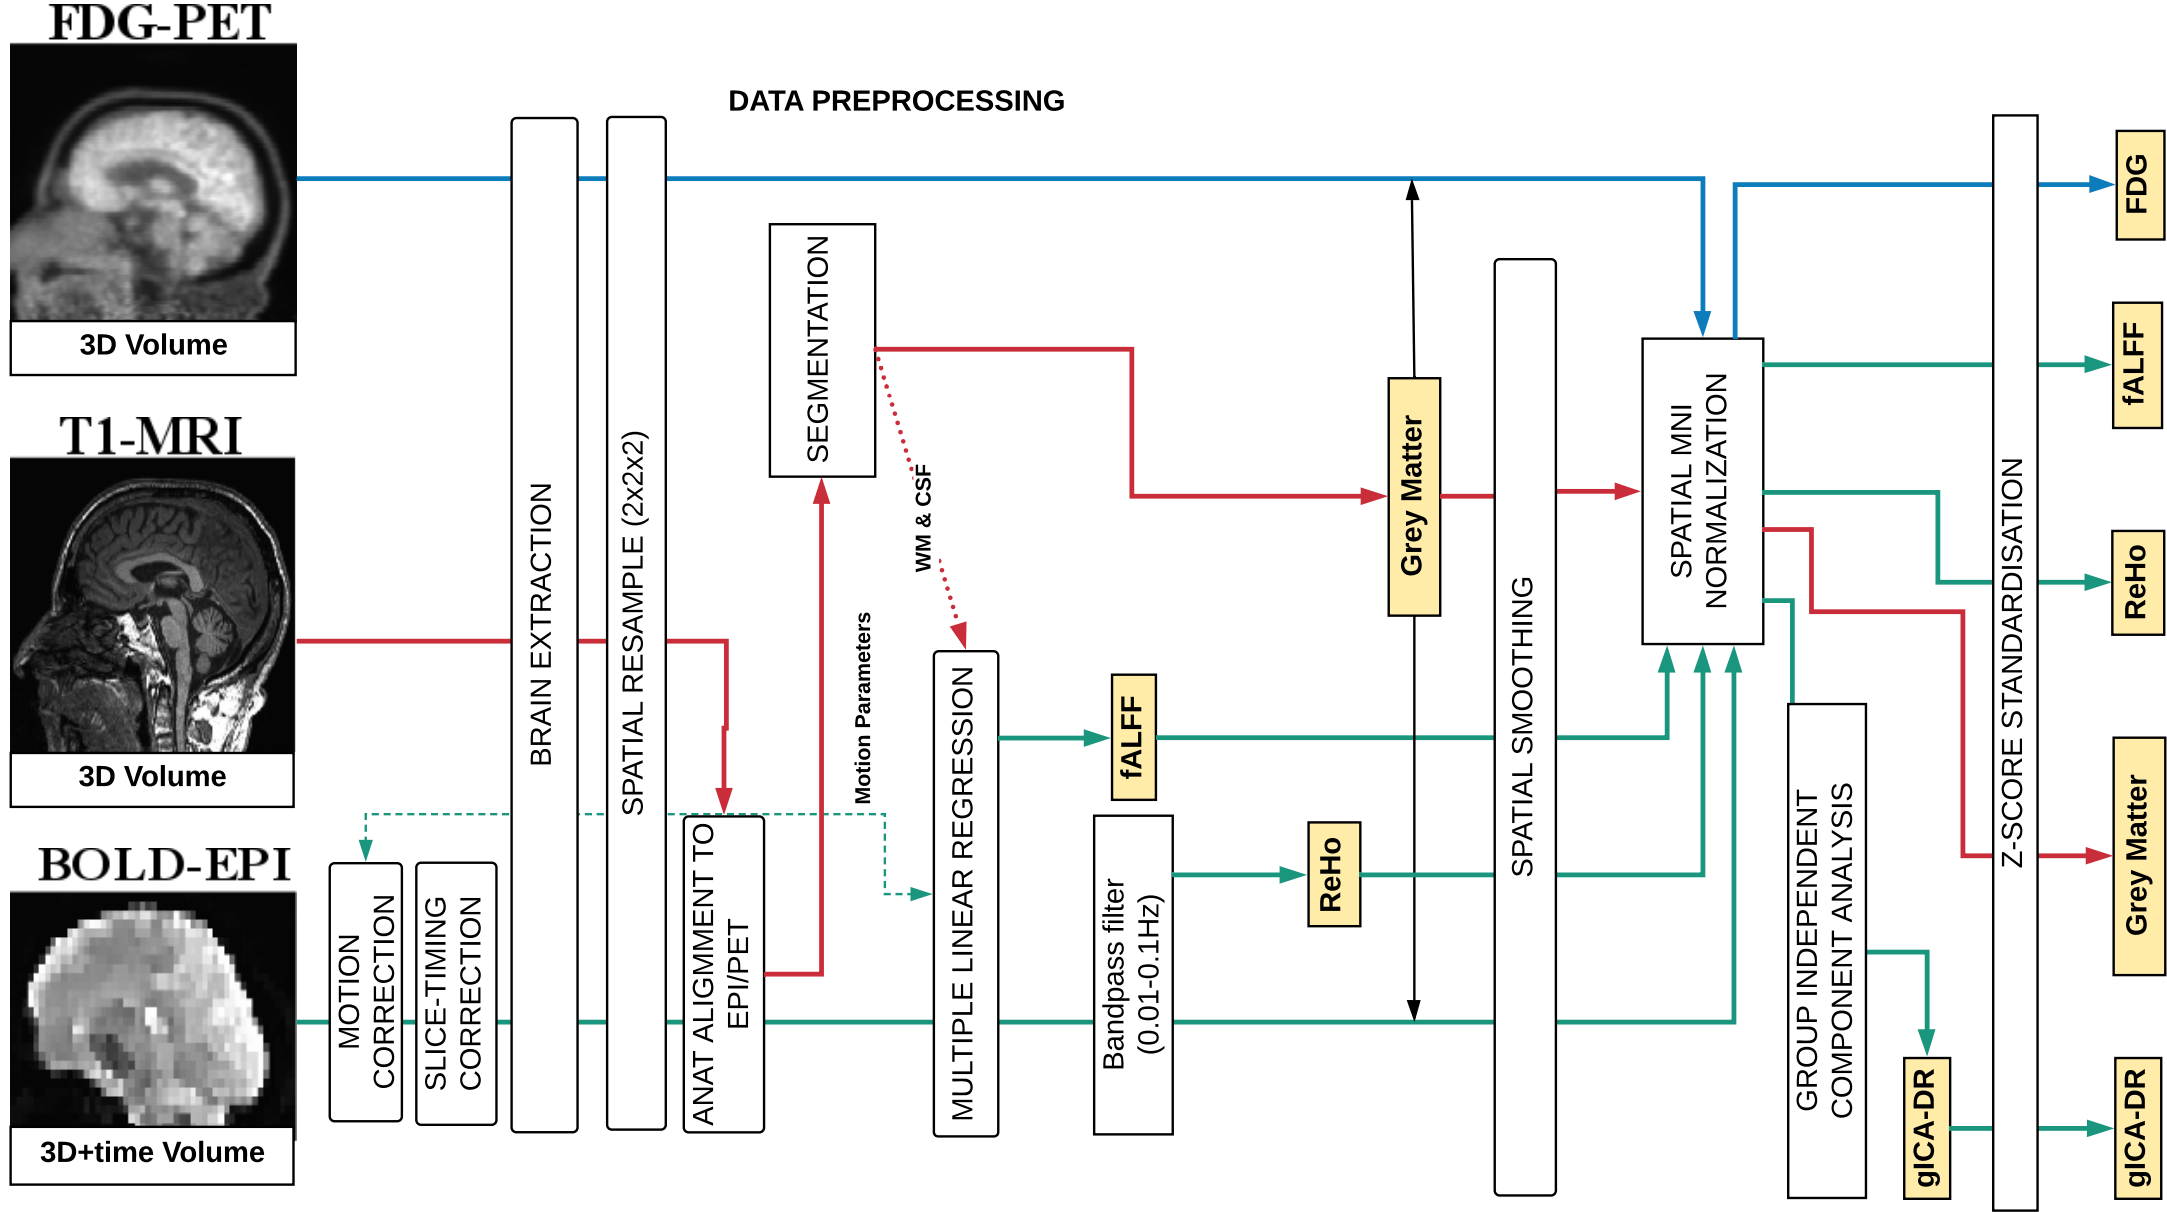 FDG-PET
3D Volume
T1-MRI
3D Volume
BOLD-EPI
3D+time Volume
DATA PREPROCESSING
MOTION
CORRECTION
SLICE-TIMING
CORRECTION
BRAIN EXTRACTION
SPATIAL RESAMPLE (2x2x2)
ANAT ALIGNMENT TO
EPI/PET
SEGMENTATION
WM & CSF
Motion Parameters
MULTIPLE LINEAR REGRESSION
fALFF
Bandpass filter
(0.01-0.1Hz)
ReHo
Grey Matter
SPATIAL SMOOTHING
SPATIAL MNI
NORMALIZATION
GROUP INDEPENDENT
COMPONENT ANALYSIS
gICA-DR
Z-SCORE STANDARDISATION
FDG
fALFF
ReHo
Grey Matter
gICA-DR